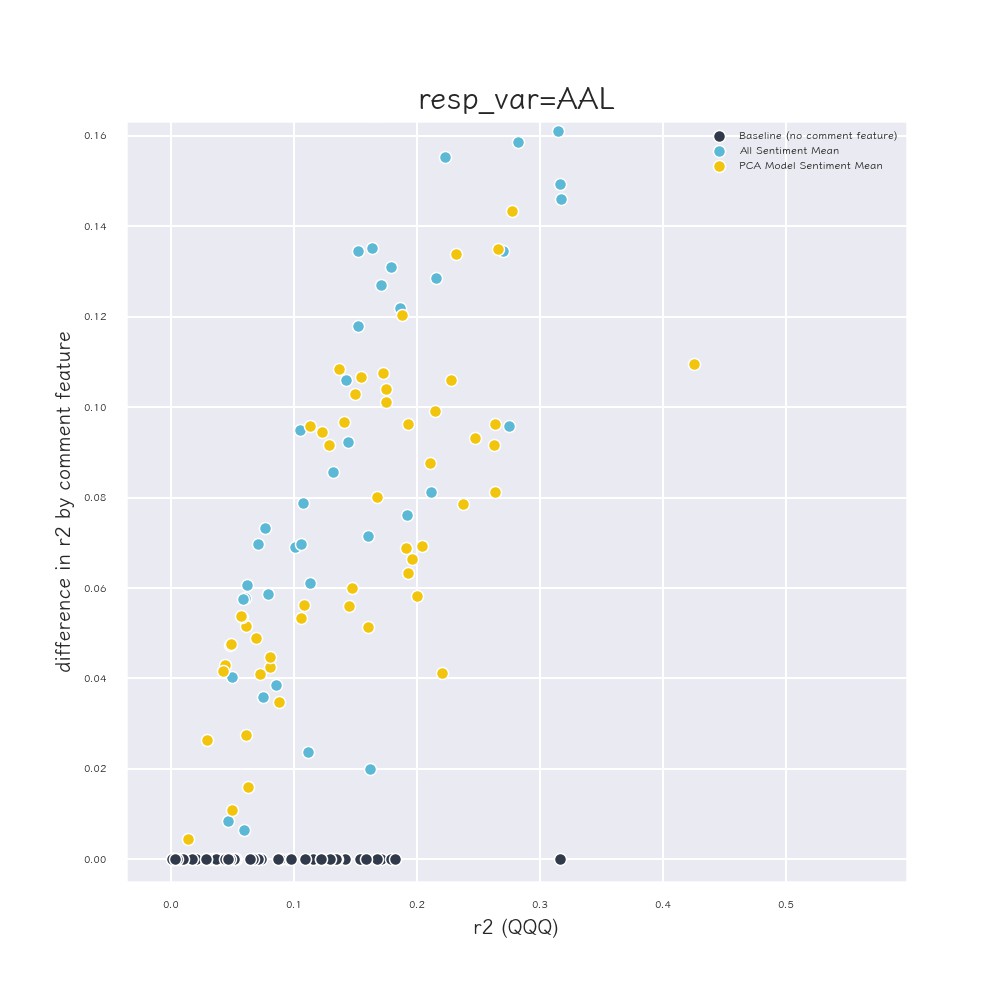 resp_var=AAL
Baseline (no comment feature)
All Sentiment Mean
PCA Model Sentiment Mean
difference in r2 by comment feature
0.16
0.14
0.12
0.10
0.08
0.06
0.04
0.02
0.00
0.0 0.1 0.2 0.3 0.4 0.5
r2 (QQQ)